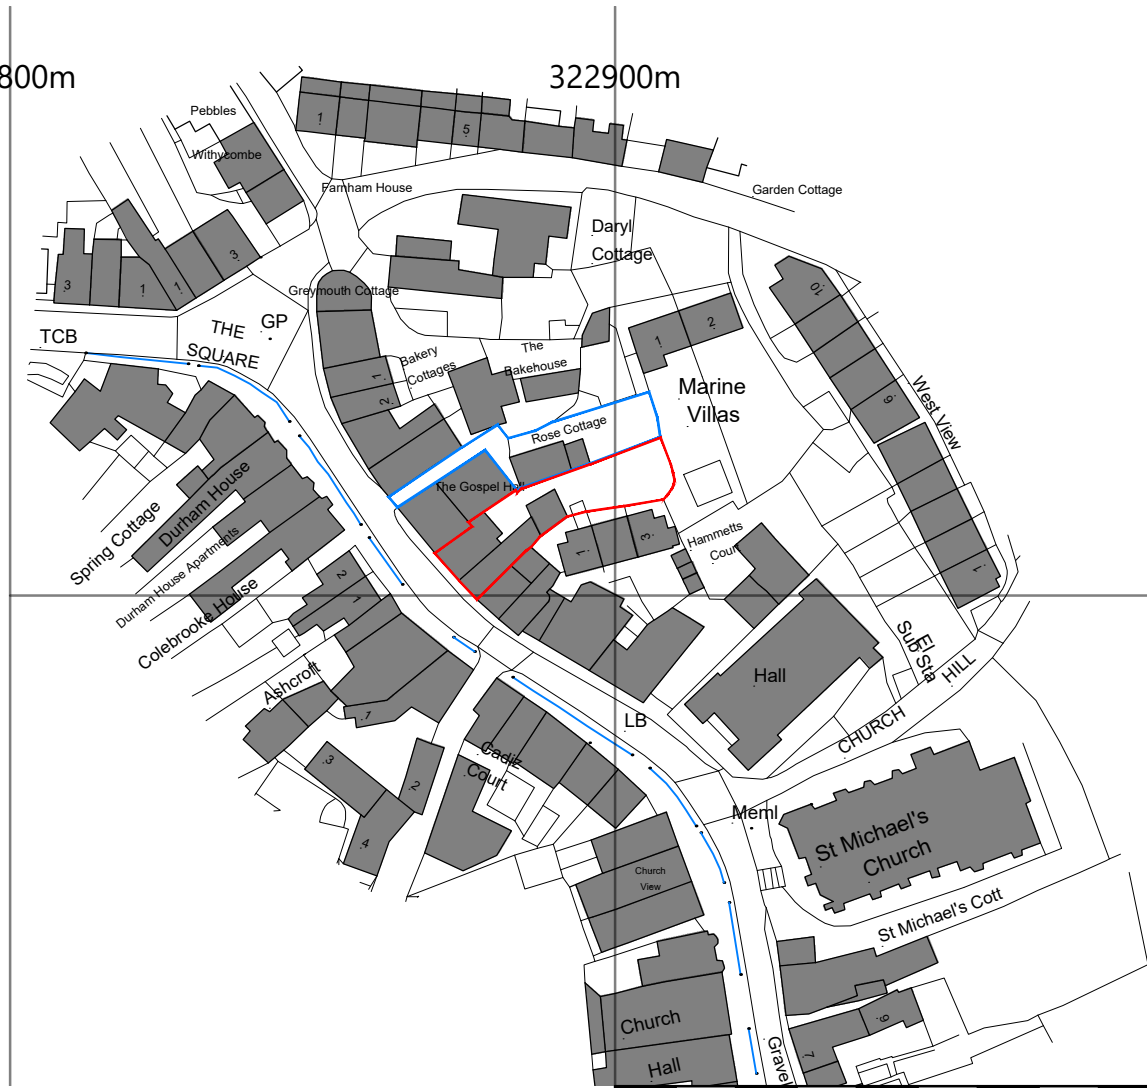 800m
322900m
Pebbles
Withycombe
1
5
Farnham House
Garden Cottage
Daryl
Cottage
3
3
1
1
Greymouth Cottage
10
TCB
THE
SQUARE
GP
1
2
Bakery
Cottages
1
2
The
Bakehouse
Marine
Villas
6
West View
Rose Cottage
The Gospel Hall
Spring Cottage
Durham House
Durham House Apartments
Colebrooke House
2
1
1
3
Hammetts
Court
1
Hall
El
Sub Sta
CHURCH
HILL
Ashcroft
1
3
2
4
Cadiz
Court
LB
Meml
St Michael's
Church
Church
View
St Michael's Cott
Church
Hall
7
9
Gravel